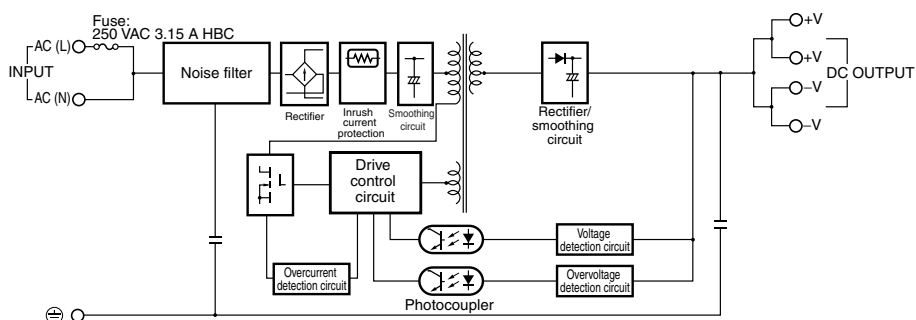 Fuse:
250 VAC 3.15 A HBC
AC (L)
INPUT
AC (N)
Noise filter
Rectifier
Inrush
current
protection
Smoothing
circuit
Rectifier/
smoothing
circuit
+V
+V
DC OUTPUT
−V
−V
Drive
control
circuit
Voltage
detection circuit
Overcurrent
detection circuit
Overvoltage
detection circuit
Photocoupler